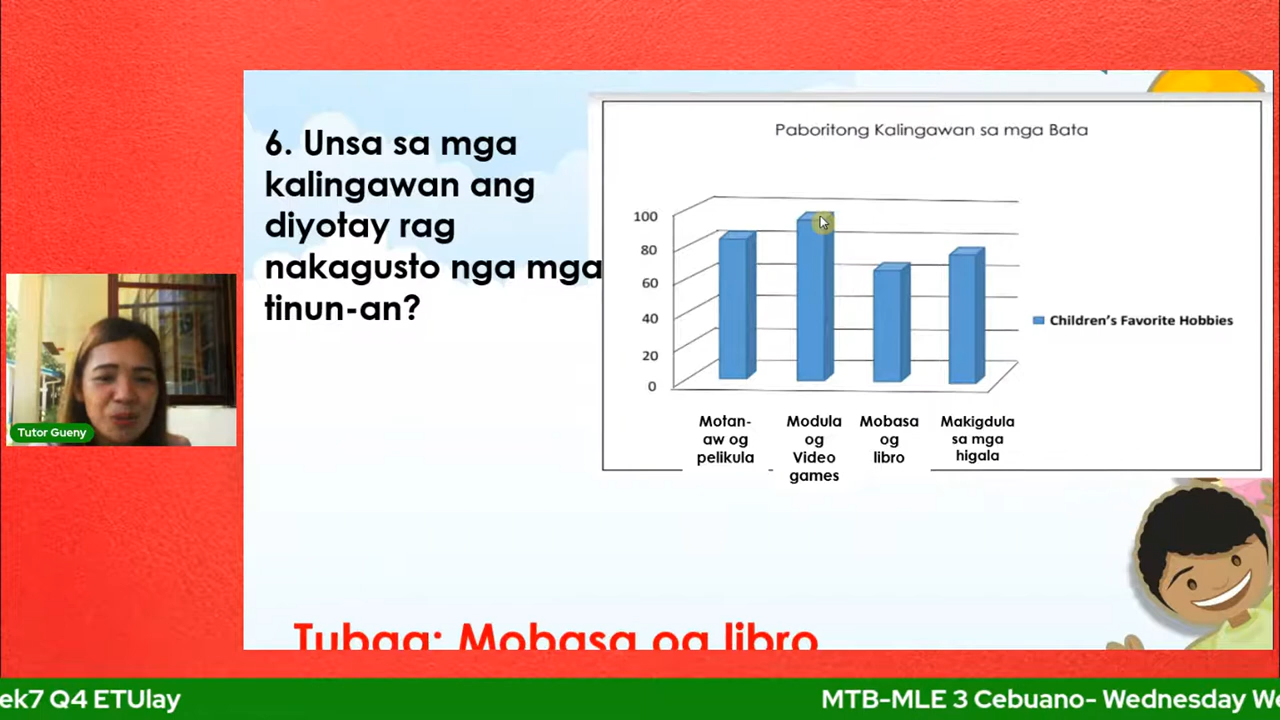 6. Unsa sa mga
kalingawan ang
diyotay rag
nakagusto nga mga
tinun-an?
Paboritong Kalingawan sa mga Bata
100
80
60
40
20
0
Children's Favorite Hobbies
Motan-
aw og
pelikula
Modula
og
Video
games
Mobasa
og
libro
Makigdula
sa mga
higala
Tutor Gueny
Tubag: Mobasa og libro
ek7 Q4 ETUlay
MTB-MLE 3 Cebuano- Wednesday We